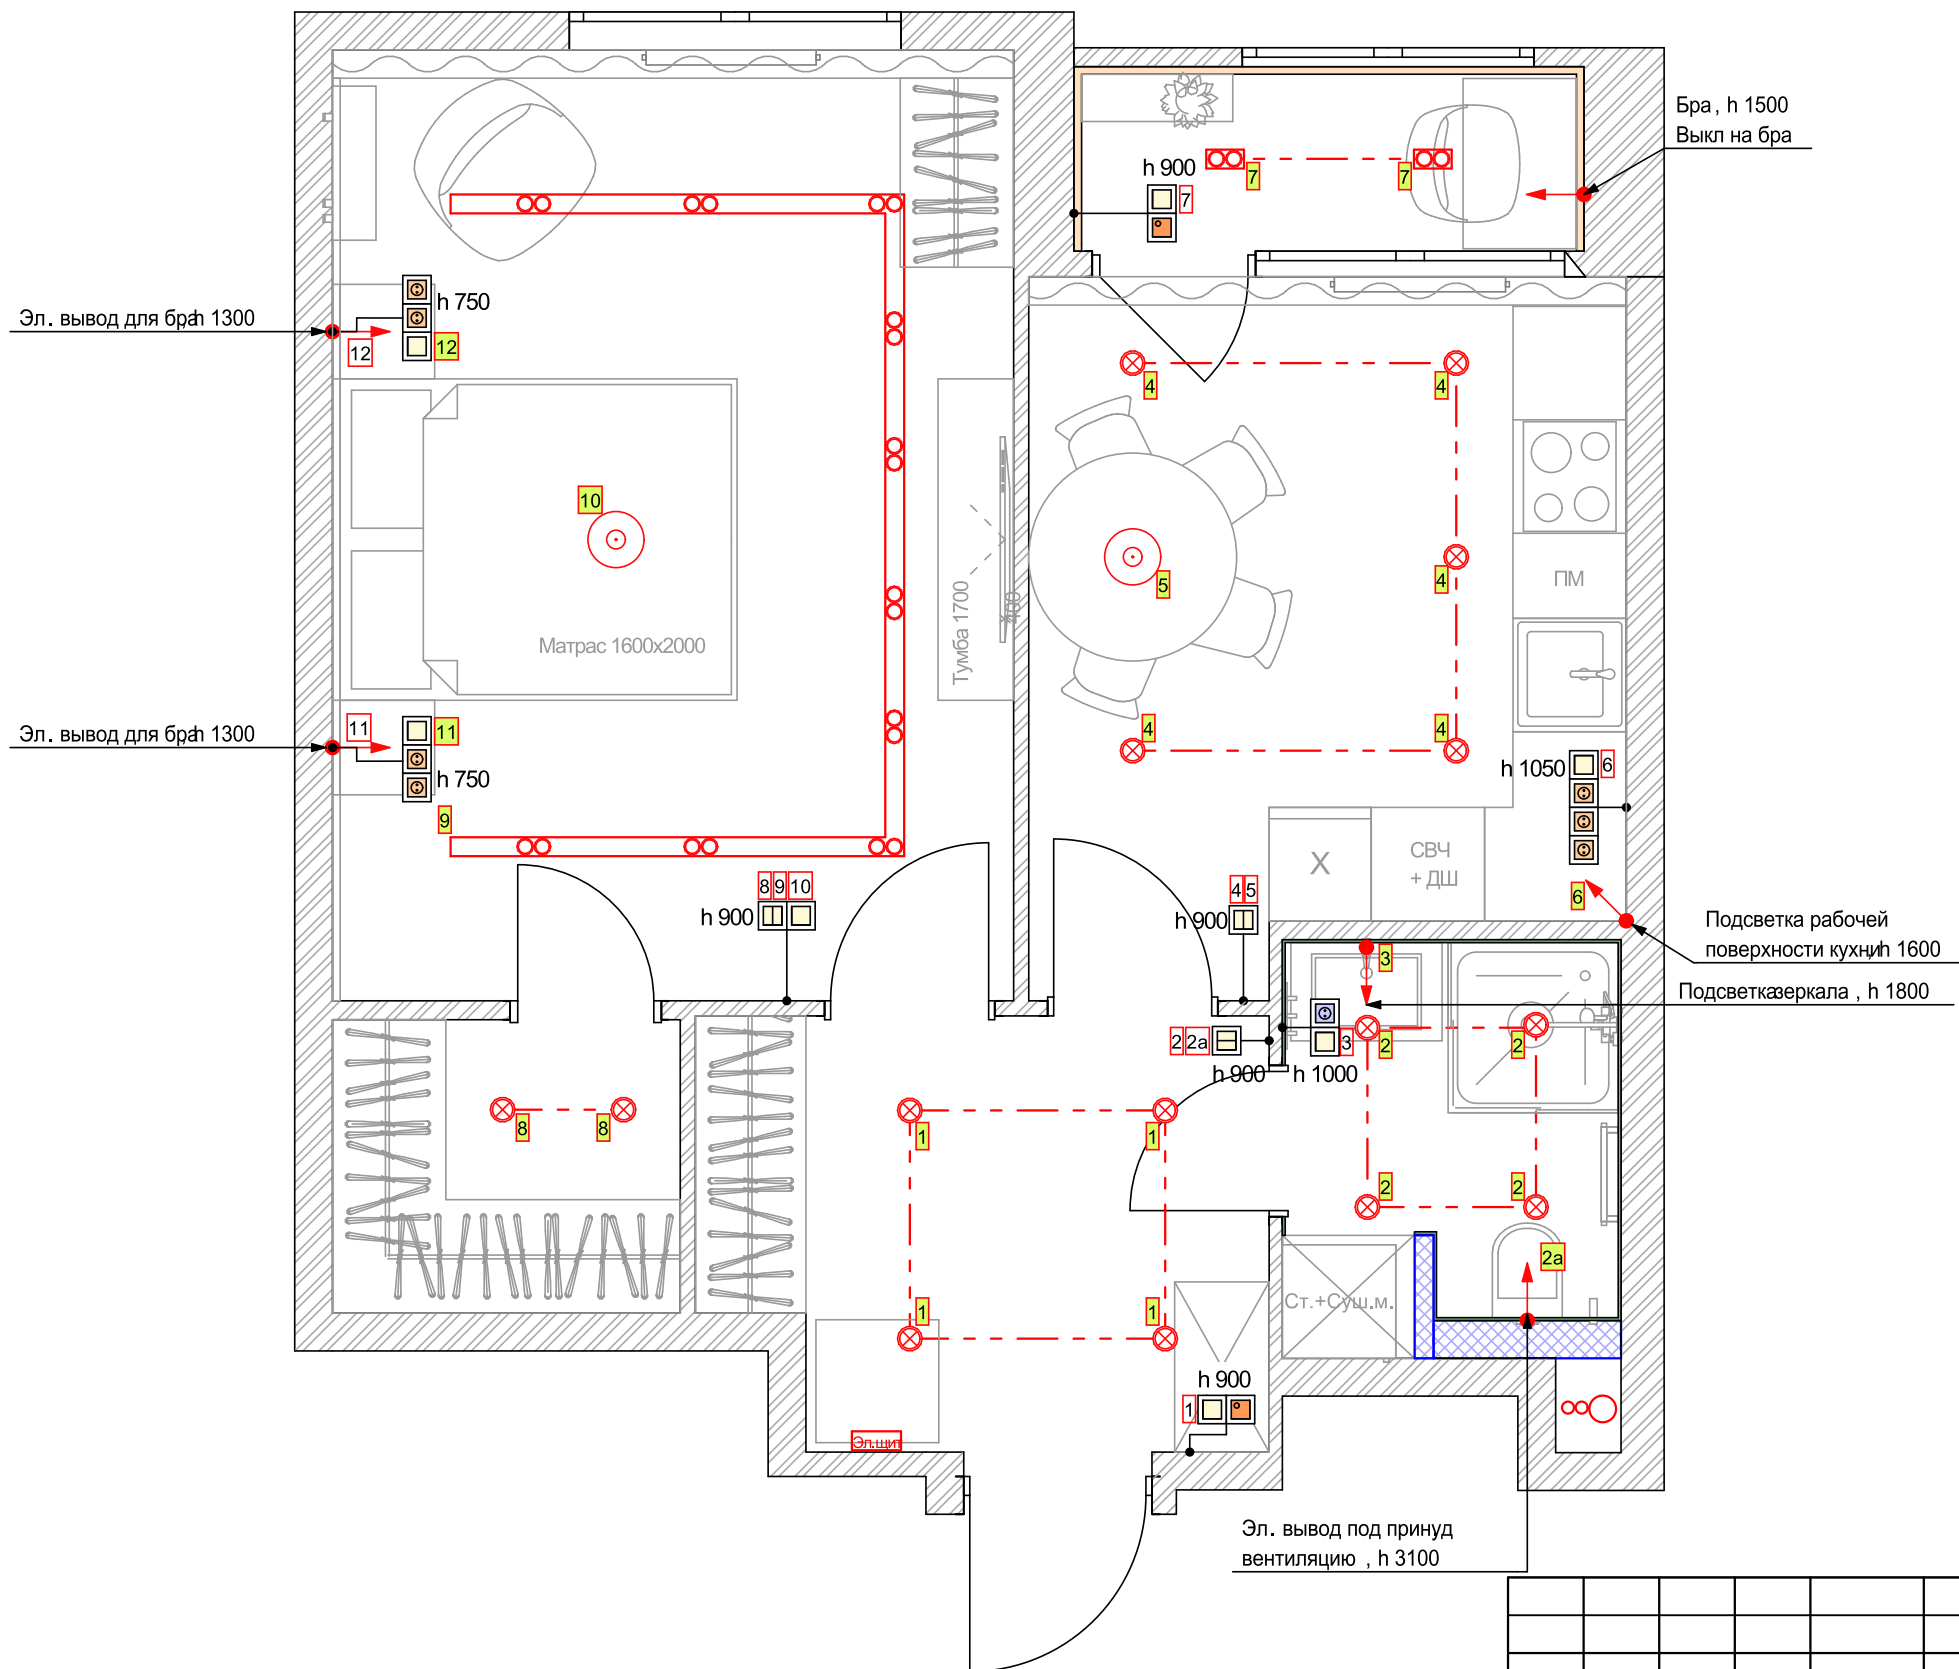 Бра, h 1500
Выкл на бра
h 900
7
7
7
Эл. вывод для бра h 1300
h 750
12
12
4
4
10
4
5
ПМ
Матрас 1600х2000
Тумба 1700
400
Эл. вывод для бра h 1300
11
11
h 750
4
4
h 1050
6
9
X
СВЧ
+ ДШ
8 9 10
h 900
4 5
h 900
6
Подсветка рабочей
поверхности кухни h 1600
3
Подсветка зеркала, h 1800
2 2а
h 900
3
h 1000
2
2
8
8
1
1
2
2
2а
1
1
Ст.+Суш.м.
h 900
1
Эл.щит
Эл. вывод под принуд
вентиляцию , h 3100